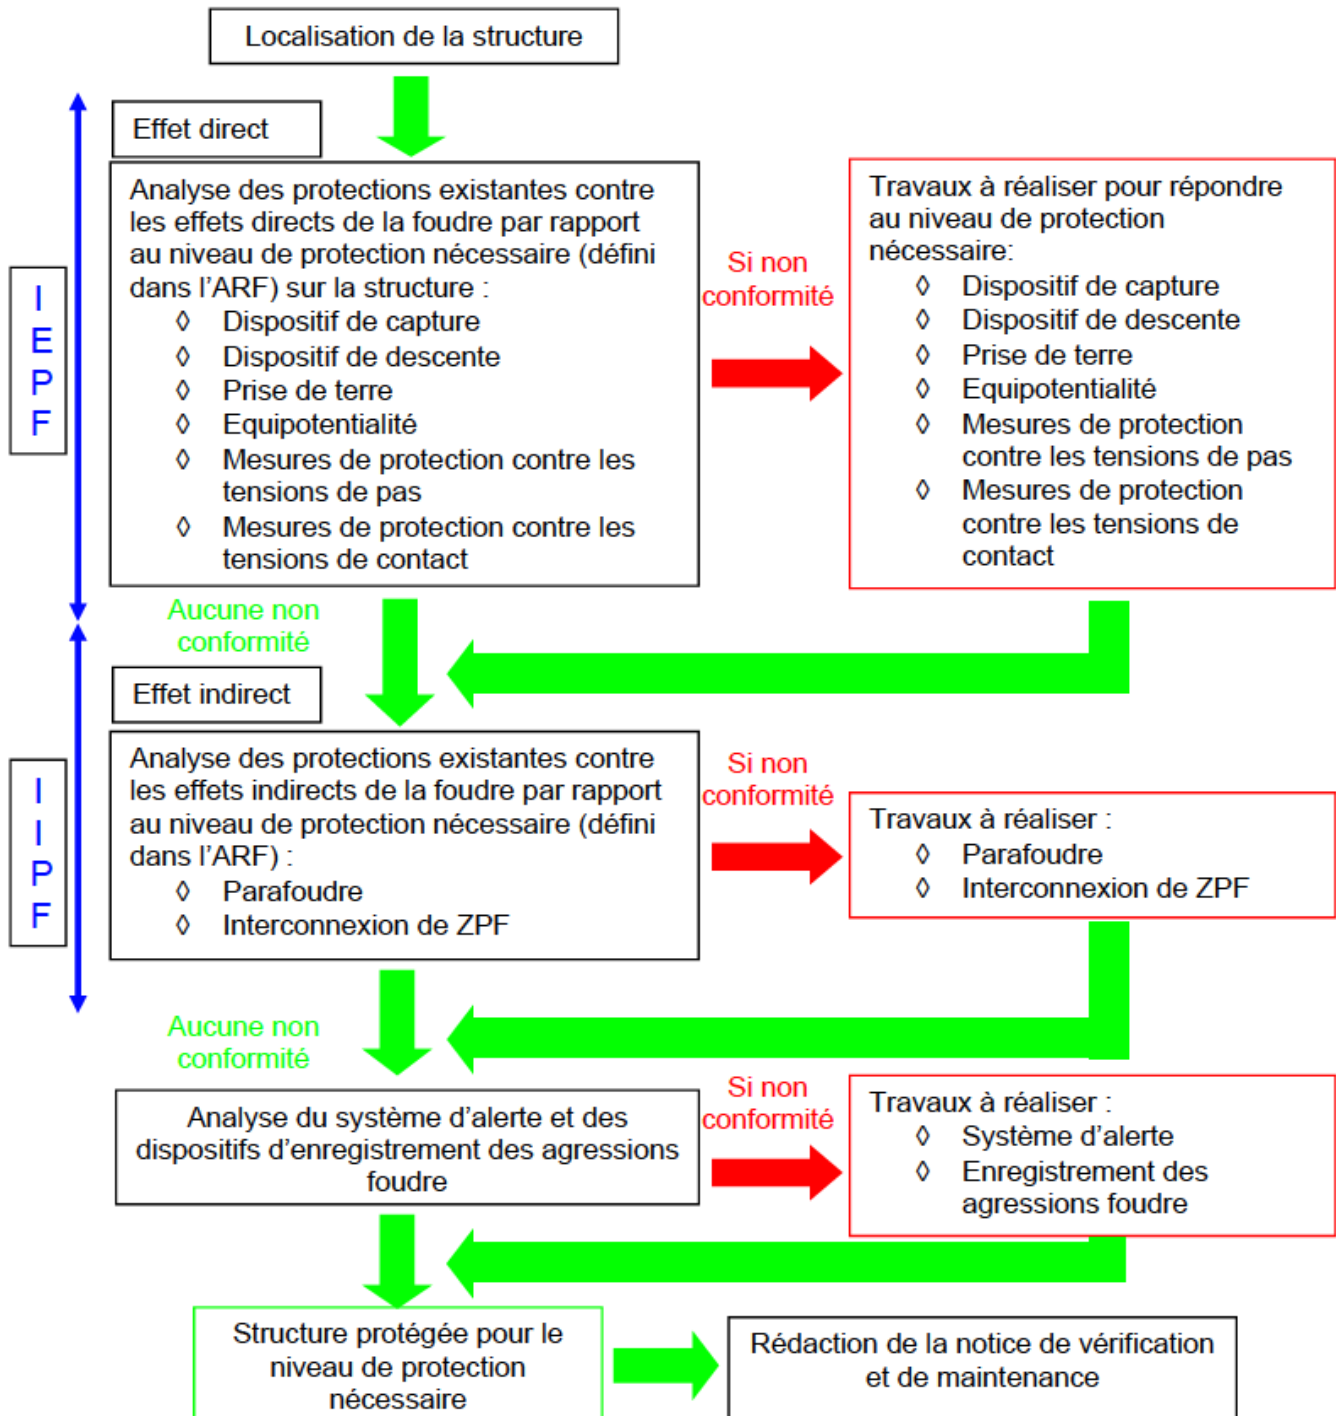 Localisation de la structure
Effet direct
Analyse des protections existantes contre
les effets directs de la foudre par rapport
au niveau de protection nécessaire (défini
dans l'ARF) sur la structure :
◊ Dispositif de capture
◊ Dispositif de descente
◊ Prise de terre
◊ Equipotentialité
◊ Mesures de protection contre les
tensions de pas
◊ Mesures de protection contre les
tensions de contact
Si non
conformité
Travaux à réaliser pour répondre
au niveau de protection
nécessaire:
◊ Dispositif de capture
◊ Dispositif de descente
◊ Prise de terre
◊ Equipotentialité
◊ Mesures de protection
contre les tensions de pas
◊ Mesures de protection
contre les tensions de
contact
I
E
P
F
Aucune non
conformité
Effet indirect
Analyse des protections existantes contre
les effets indirects de la foudre par rapport
au niveau de protection nécessaire (défini
dans l'ARF) :
◊ Parafoudre
◊ Interconnexion de ZPF
Si non
conformité
Travaux à réaliser :
◊ Parafoudre
◊ Interconnexion de ZPF
I
I
P
F
Aucune non
conformité
Analyse du système d'alerte et des
dispositifs d'enregistrement des agressions
foudre
Si non
conformité
Travaux à réaliser :
◊ Système d'alerte
◊ Enregistrement des
agressions foudre
Structure protégée pour le
niveau de protection
nécessaire
Rédaction de la notice de vérification
et de maintenance